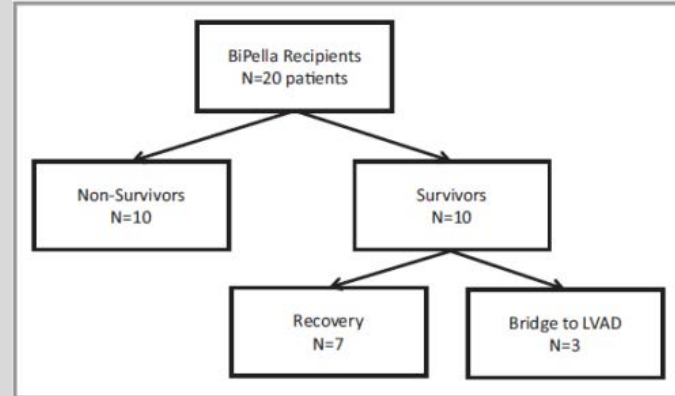 BiPella Recipients
N=20 patients
Non-Survivors
N=10
Survivors
N=10
Recovery
N=7
Bridge to LVAD
N=3